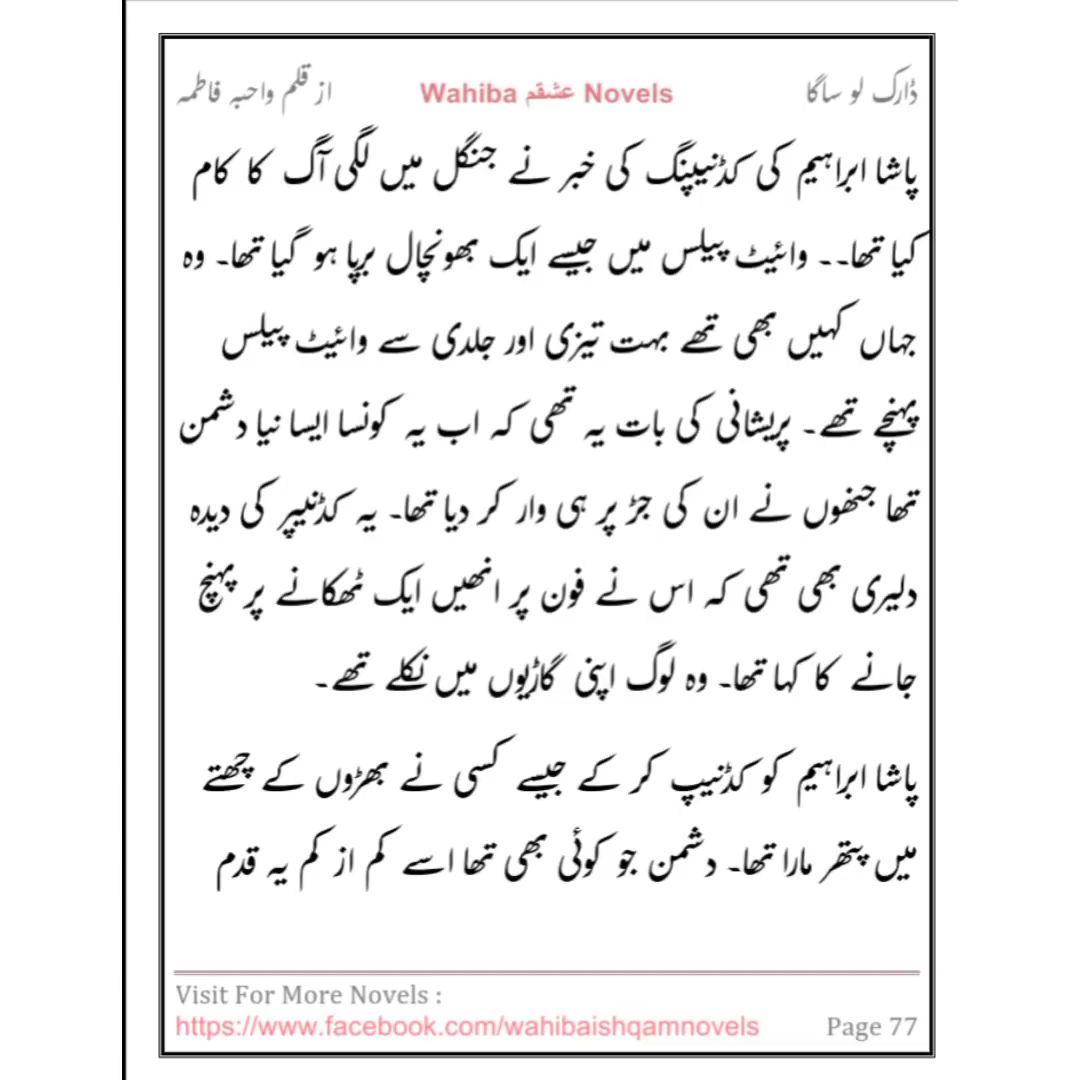 ڈارک لو ساگا Wahiba عشقم Novels از قلم واحبہ فاطمہ
پاشا ابراہیم کی کڈنیپنگ کی خبر نے جنگل میں لگی آگ کا کام
کیا تھا۔۔ وائیٹ پیلس میں جیسے ایک بھونچال برپا ہو گیا تھا۔ وہ
جہاں کہیں بھی تھے بہت تیزی اور جلدی سے وائیٹ پیلس
پہنچے تھے۔ پریشانی کی بات یہ تھی کہ اب یہ کونسا ایسا نیا دشمن
تھا جنھوں نے ان کی جڑ پر ہی وار کر دیا تھا۔ یہ کڈنیپر کی دیدہ
دلیری بھی تھی کہ اس نے فون پر انھیں ایک ٹھکانے پر پہنچ
جانے کا کہا تھا۔ وہ لوگ اپنی گاڑیوں میں نکلے تھے۔
پاشا ابراہیم کو کڈنیپ کر کے جیسے کسی نے بھڑوں کے چھتے
میں پتھر مارا تھا۔ دشمن جو کوئی بھی تھا اسے کم از کم یہ قدم
Visit For More Novels :
https://www.facebook.com/wahibaishqamnovels Page 77